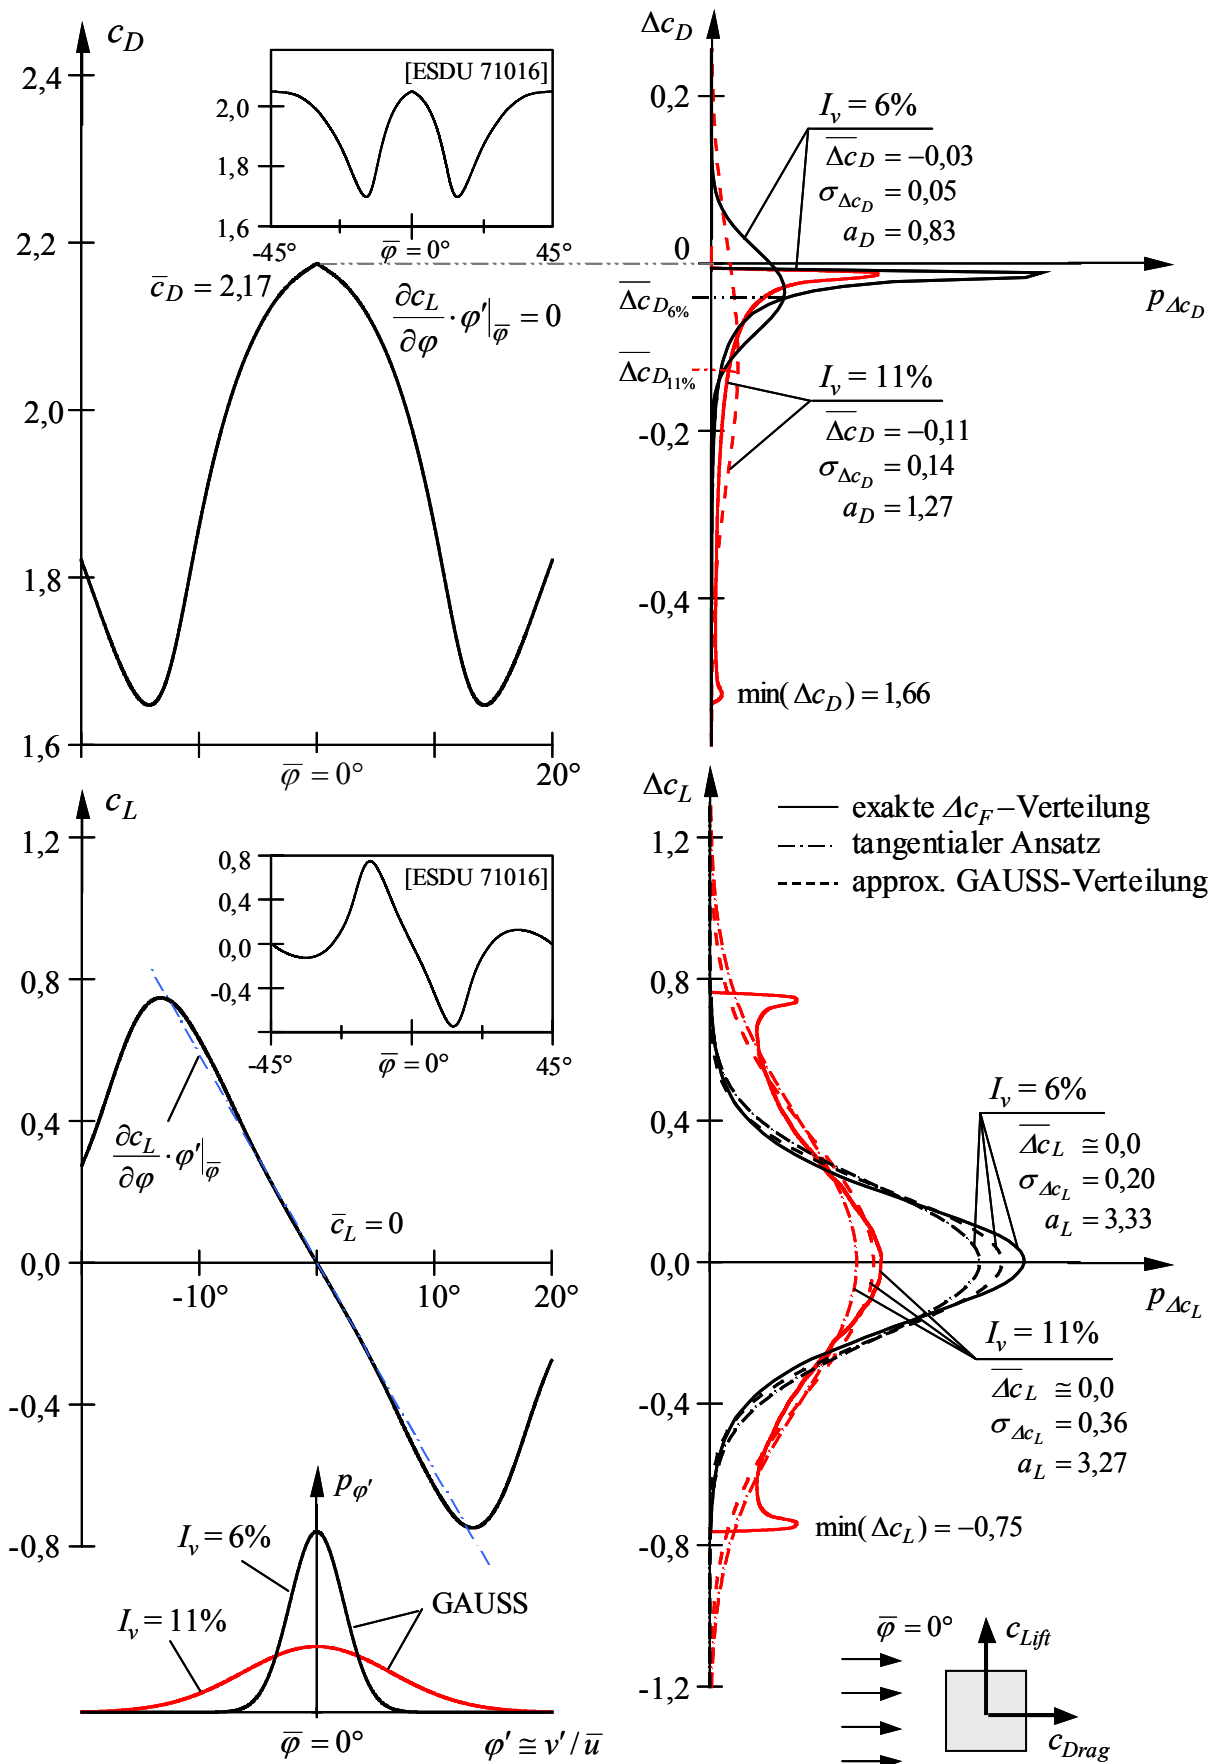 c_D
2,4
2,2
2,0
1,8
1,6
[ESDU 71016]
2,0
1,8
1,6
-45°
φ̄ = 0°
45°
c̄_D = 2,17
∂c_L/∂φ · φ′|_φ̄ = 0
φ̄ = 0°
20°
Δc_D
0,2
0
-0,2
-0,4
I_v = 6%
Δ̄c̄_D = −0,03
σ_Δc_D = 0,05
a_D = 0,83
p_Δc_D
Δ̄c̄_D_6%
Δ̄c̄_D_11%
I_v = 11%
Δ̄c̄_D = −0,11
σ_Δc_D = 0,14
a_D = 1,27
min(Δc_D) = 1,66
c_L
1,2
0,8
0,4
0,0
-0,4
-0,8
[ESDU 71016]
0,8
0,4
0,0
-0,4
-45°
φ̄ = 0°
45°
∂c_L/∂φ · φ′|_φ̄
c̄_L = 0
-10°
10°
20°
p_φ′
I_v = 6%
I_v = 11%
GAUSS
φ̄ = 0°
φ′ ≅ v′/ū
Δc_L
1,2
0,8
0,4
0,0
-0,4
-0,8
-1,2
exakte Δc_F–Verteilung
tangentialer Ansatz
approx. GAUSS-Verteilung
I_v = 6%
Δ̄c̄_L ≅ 0,0
σ_Δc_L = 0,20
a_L = 3,33
p_Δc_L
I_v = 11%
Δ̄c̄_L ≅ 0,0
σ_Δc_L = 0,36
a_L = 3,27
min(Δc_L) = −0,75
φ̄ = 0°
c_Lift
c_Drag